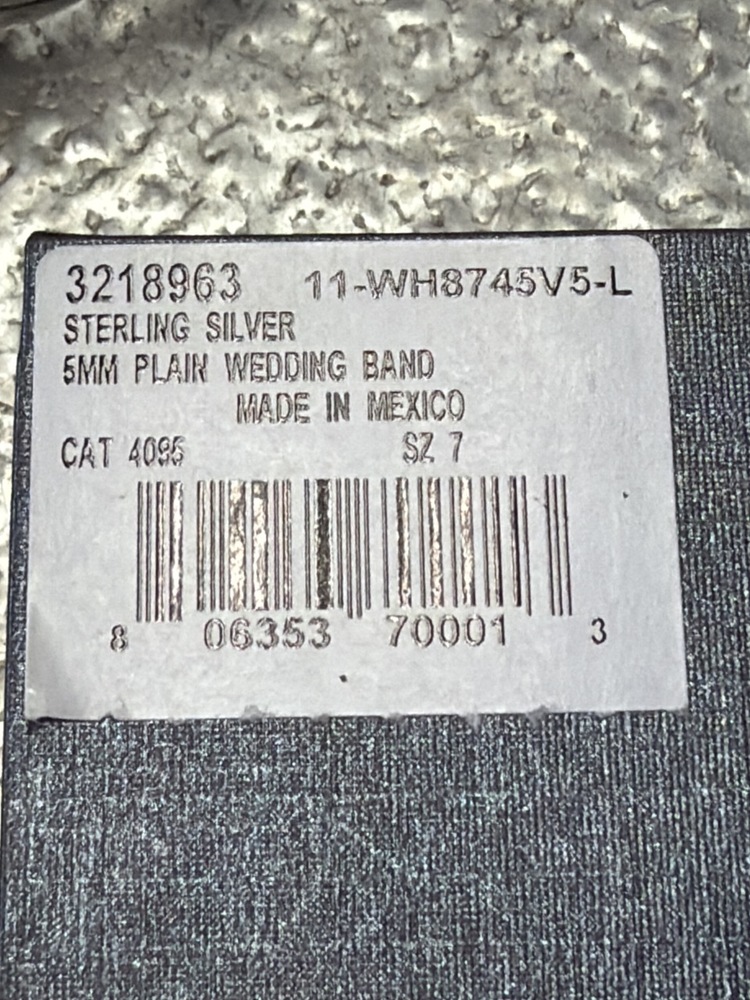 3218963 11-WH8745V5-L
STERLING SILVER
5MM PLAIN WEDDING BAND
MADE IN MEXICO
CAT 4095 SZ 7
8 06353 70001 3